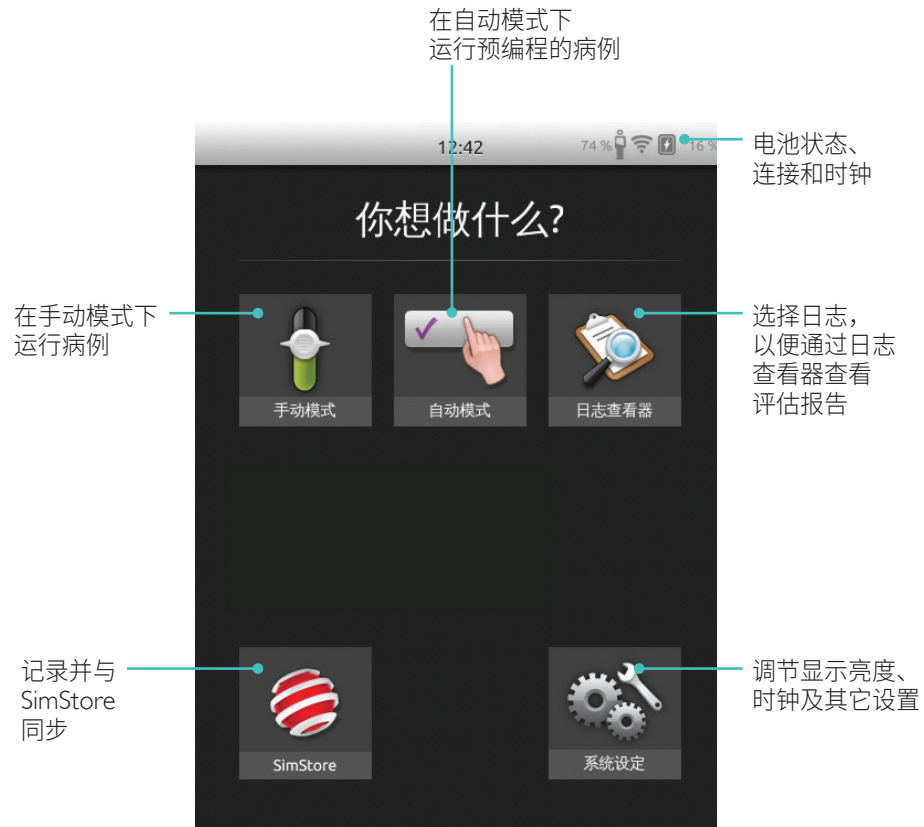 在自动模式下
运行预编程的病例
12:42
74 %
16 %
电池状态、
连接和时钟
你想做什么?
在手动模式下
运行病例
手动模式
自动模式
日志查看器
选择日志，
以便通过日志
查看器查看
评估报告
记录并与
SimStore
同步
SimStore
系统设定
调节显示亮度、
时钟及其它设置